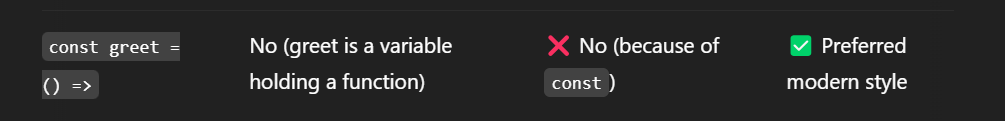 const greet =
() =>
No (greet is a variable
holding a function)
❌ No (because of
const)
✅ Preferred
modern style